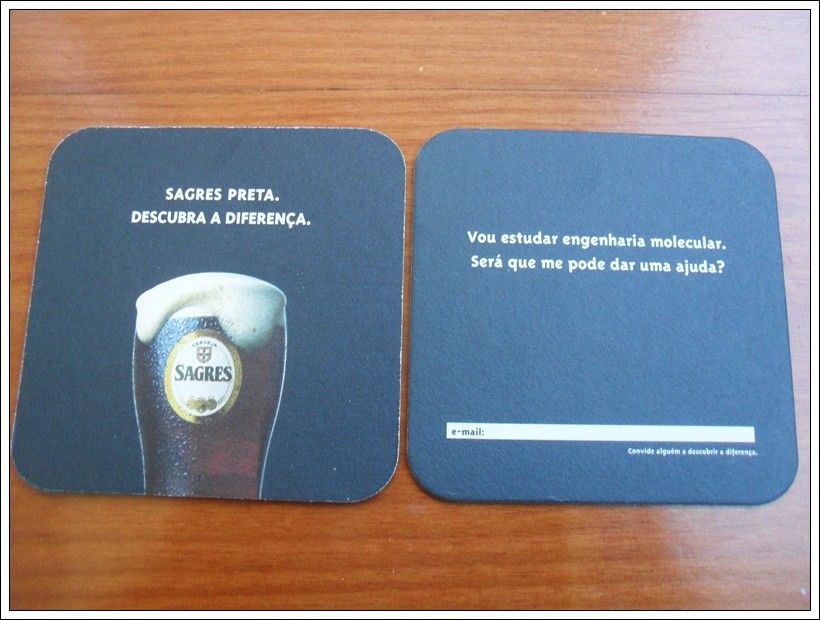 SAGRES PRETA.
DESCUBRA A DIFERENÇA.
CERVEJA
SAGRES
Vou estudar engenharia molecular.
Será que me pode dar uma ajuda?
e-mail:
Convide alguém a descobrir a diferença.